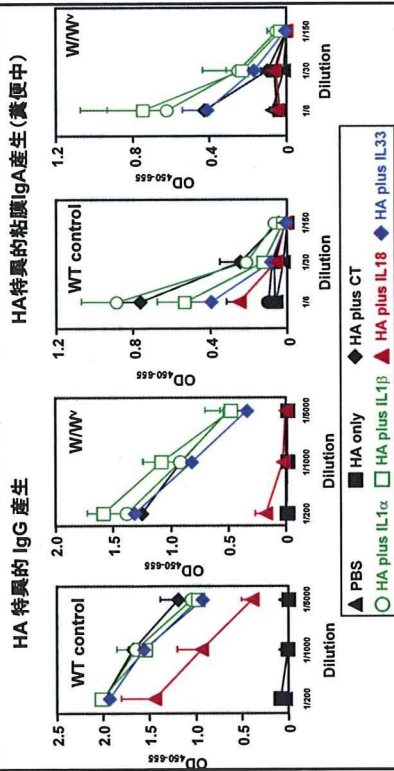 HA 特異的 IgG 産生
HA特異的粘膜IgA産生(糞便中)
WT control
OD450-655
2.5
2.0
1.5
1.0
0.5
0
1/200
1/1000
1/5000
Dilution
W/Wv
OD450-655
2.0
1.5
1.0
0.5
0
1/200
1/1000
1/5000
Dilution
WT control
OD450-655
1.2
0.8
0.4
0
1/6
1/30
1/150
Dilution
W/Wv
OD450-655
1.2
0.8
0.4
0
1/6
1/30
1/150
Dilution
PBS
HA only
HA plus CT
HA plus IL1α
HA plus IL1β
HA plus IL18
HA plus IL33